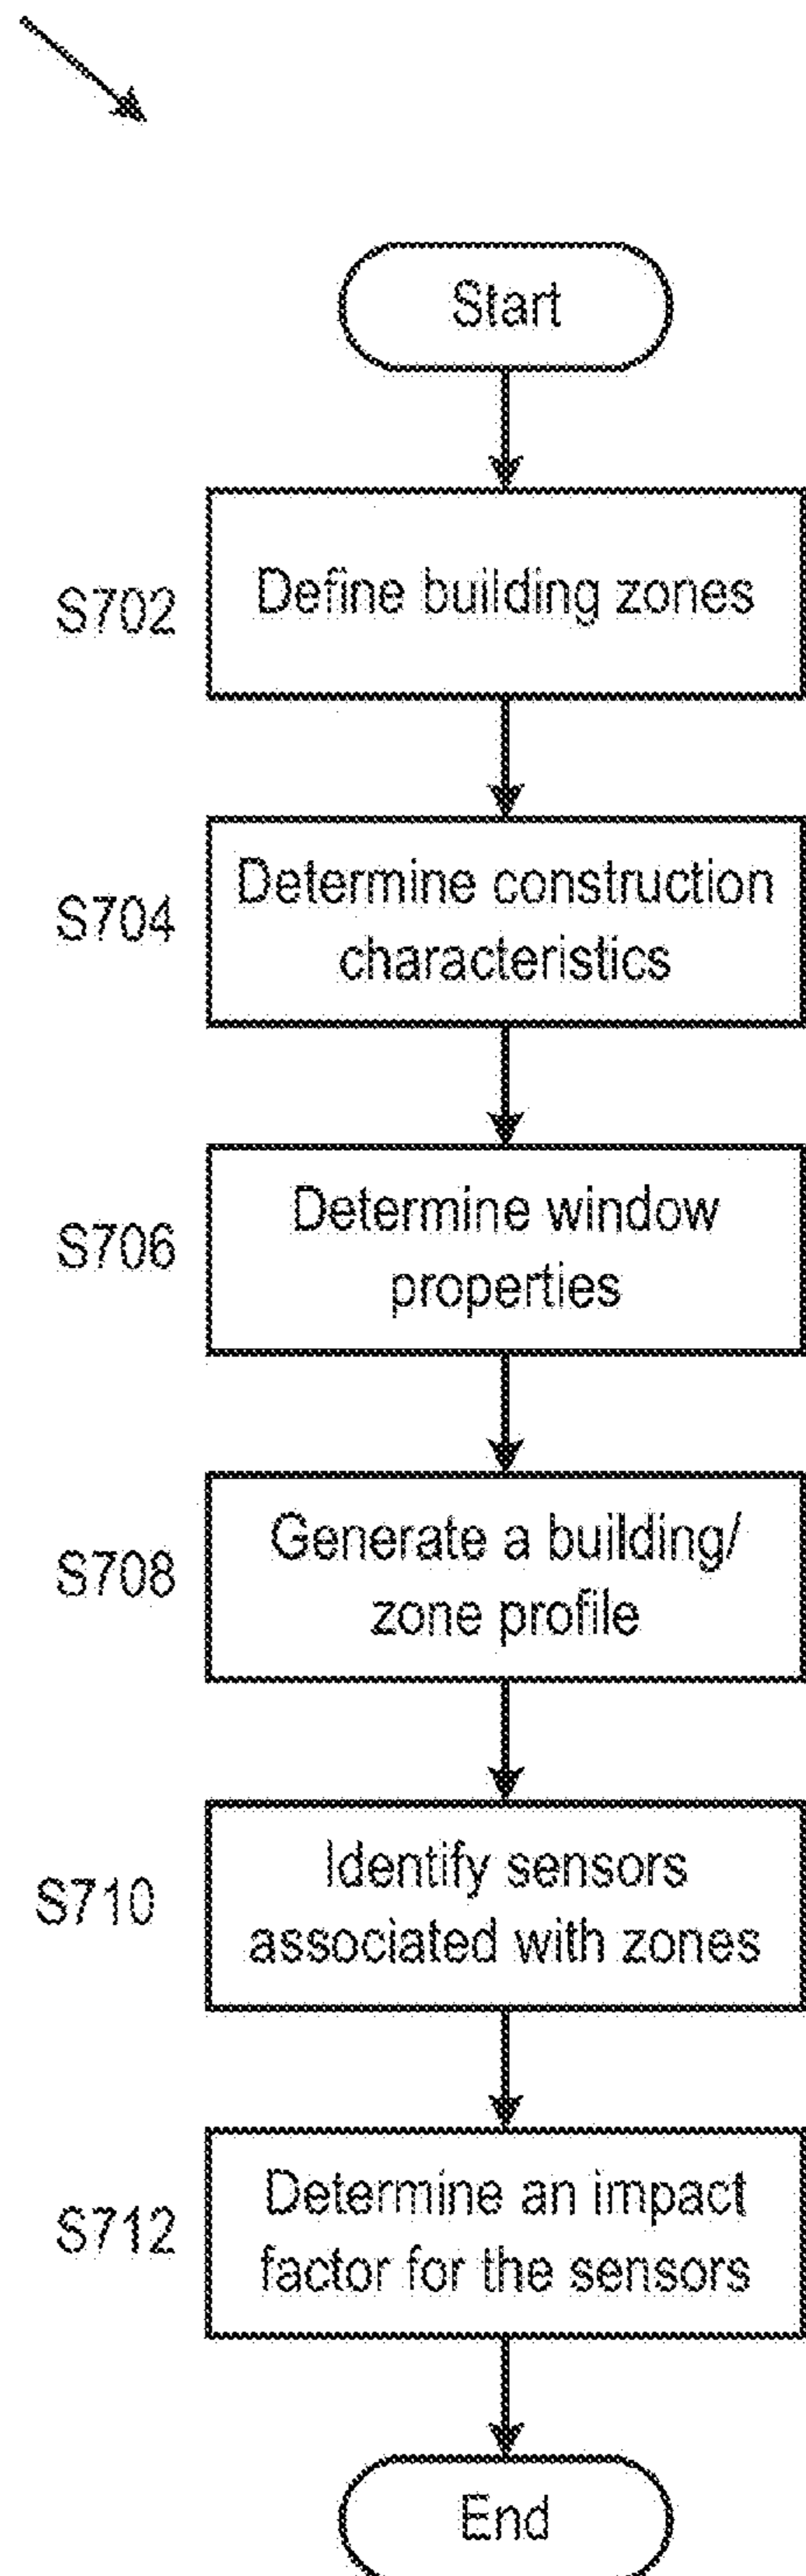 Start
S702
Define building zones
S704
Determine construction
characteristics
S706
Determine window
properties
S708
Generate a building/
zone profile
S710
Identify sensors
associated with zones
S712
Determine an impact
factor for the sensors
End